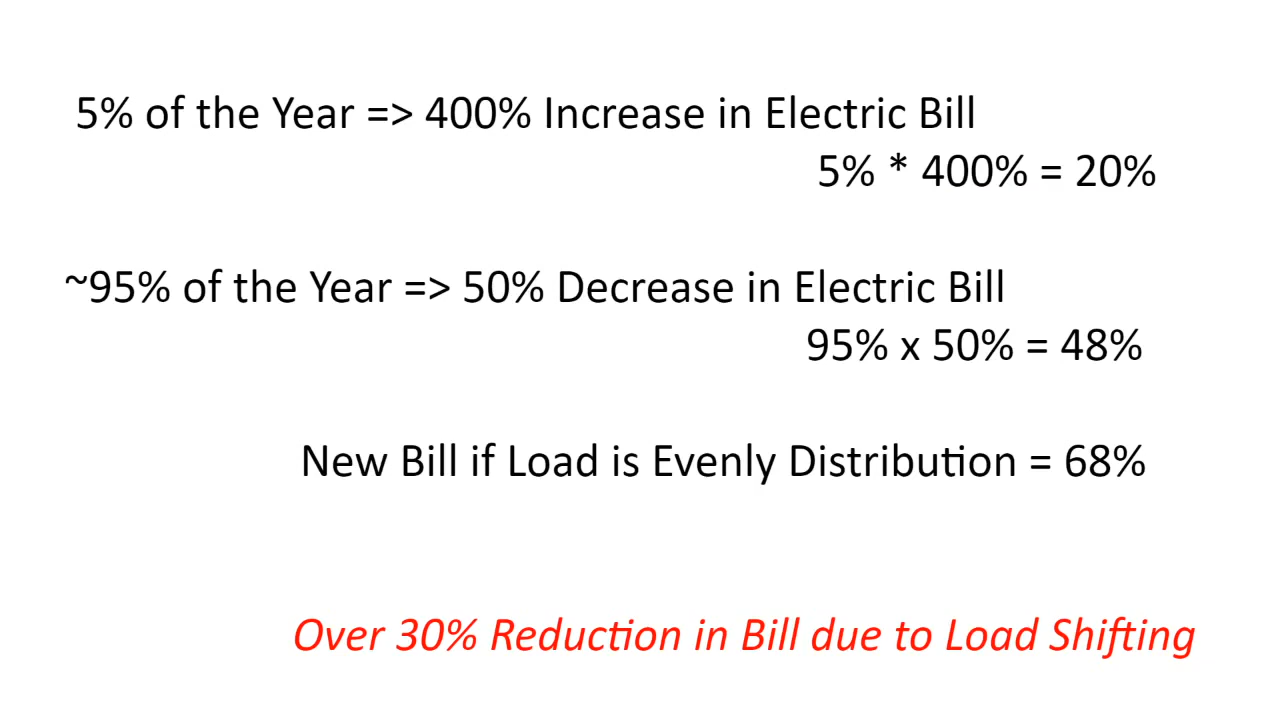 5% of the Year => 400% Increase in Electric Bill
5% * 400% = 20%
~95% of the Year => 50% Decrease in Electric Bill
95% x 50% = 48%
New Bill if Load is Evenly Distribution = 68%
Over 30% Reduction in Bill due to Load Shifting